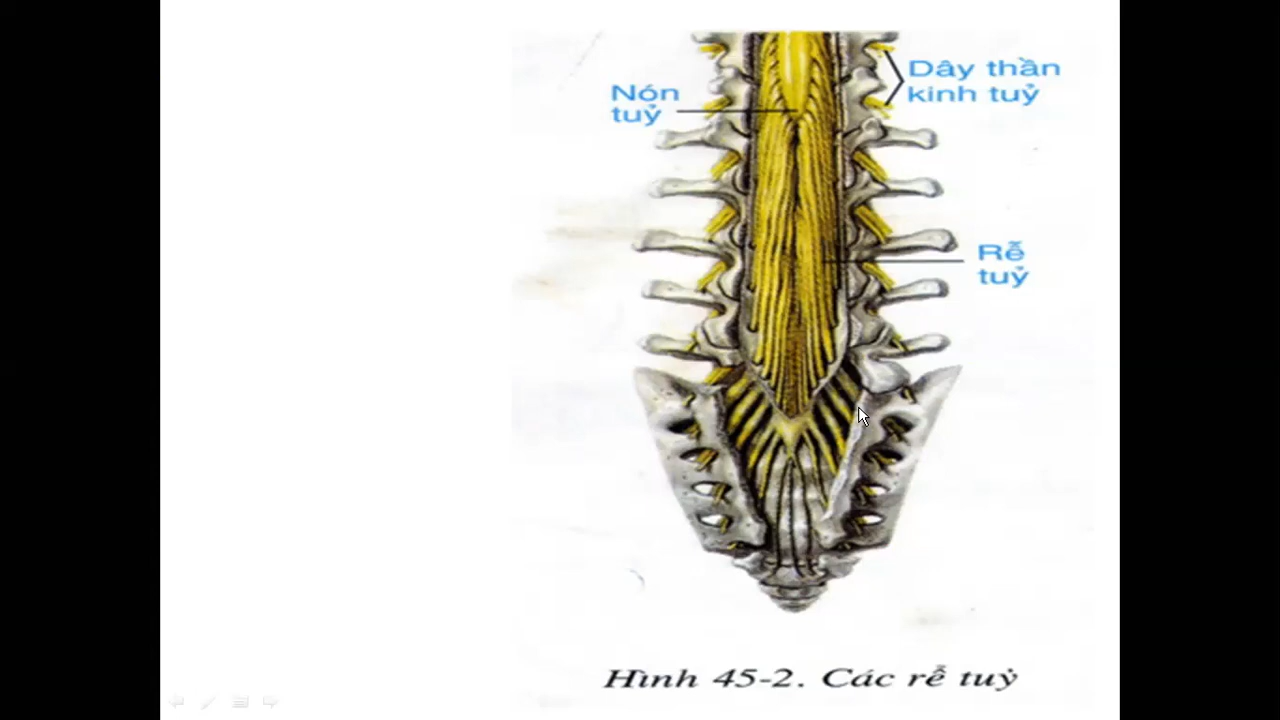 Dây thần
kinh tuỷ
Nón
tuỷ
Rễ
tuỷ
Hình 45-2. Các rễ tuỷ